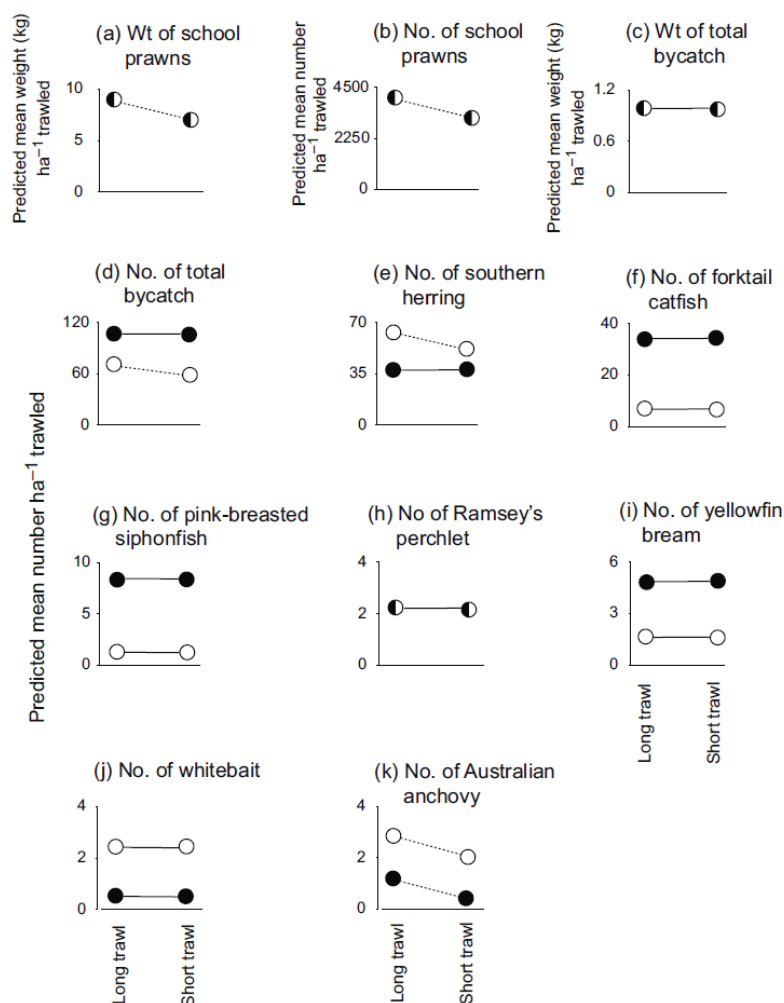 (a) Wt of school
prawns
Predicted mean weight (kg)
ha⁻¹ trawled
10
5
0
(b) No. of school
prawns
Predicted mean number
ha⁻¹ trawled
4500
2250
0
(c) Wt of total
bycatch
Predicted mean weight (kg)
ha⁻¹ trawled
1.2
0.6
0
Predicted mean number ha⁻¹ trawled
(d) No. of total
bycatch
120
60
0
(e) No. of southern
herring
70
35
0
(f) No. of forktail
catfish
40
20
0
(g) No. of pink-breasted
siphonfish
10
5
0
(h) No of Ramsey's
perchlet
4
2
0
(i) No. of yellowfin
bream
6
3
0
Long trawl
Short trawl
(j) No. of whitebait
4
2
0
Long trawl
Short trawl
(k) No. of Australian
anchovy
4
2
0
Long trawl
Short trawl